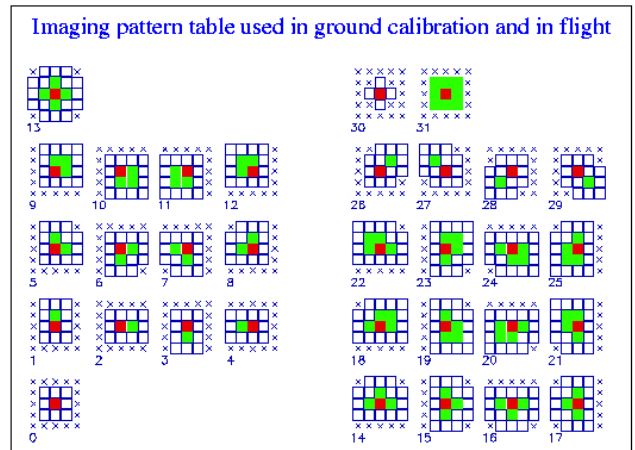 Imaging pattern table used in ground calibration and in flight
13 30 31
9 10 11 12 26 27 28 29
5 6 7 8 22 23 24 25
1 2 3 4 18 19 20 21
0 14 15 16 17